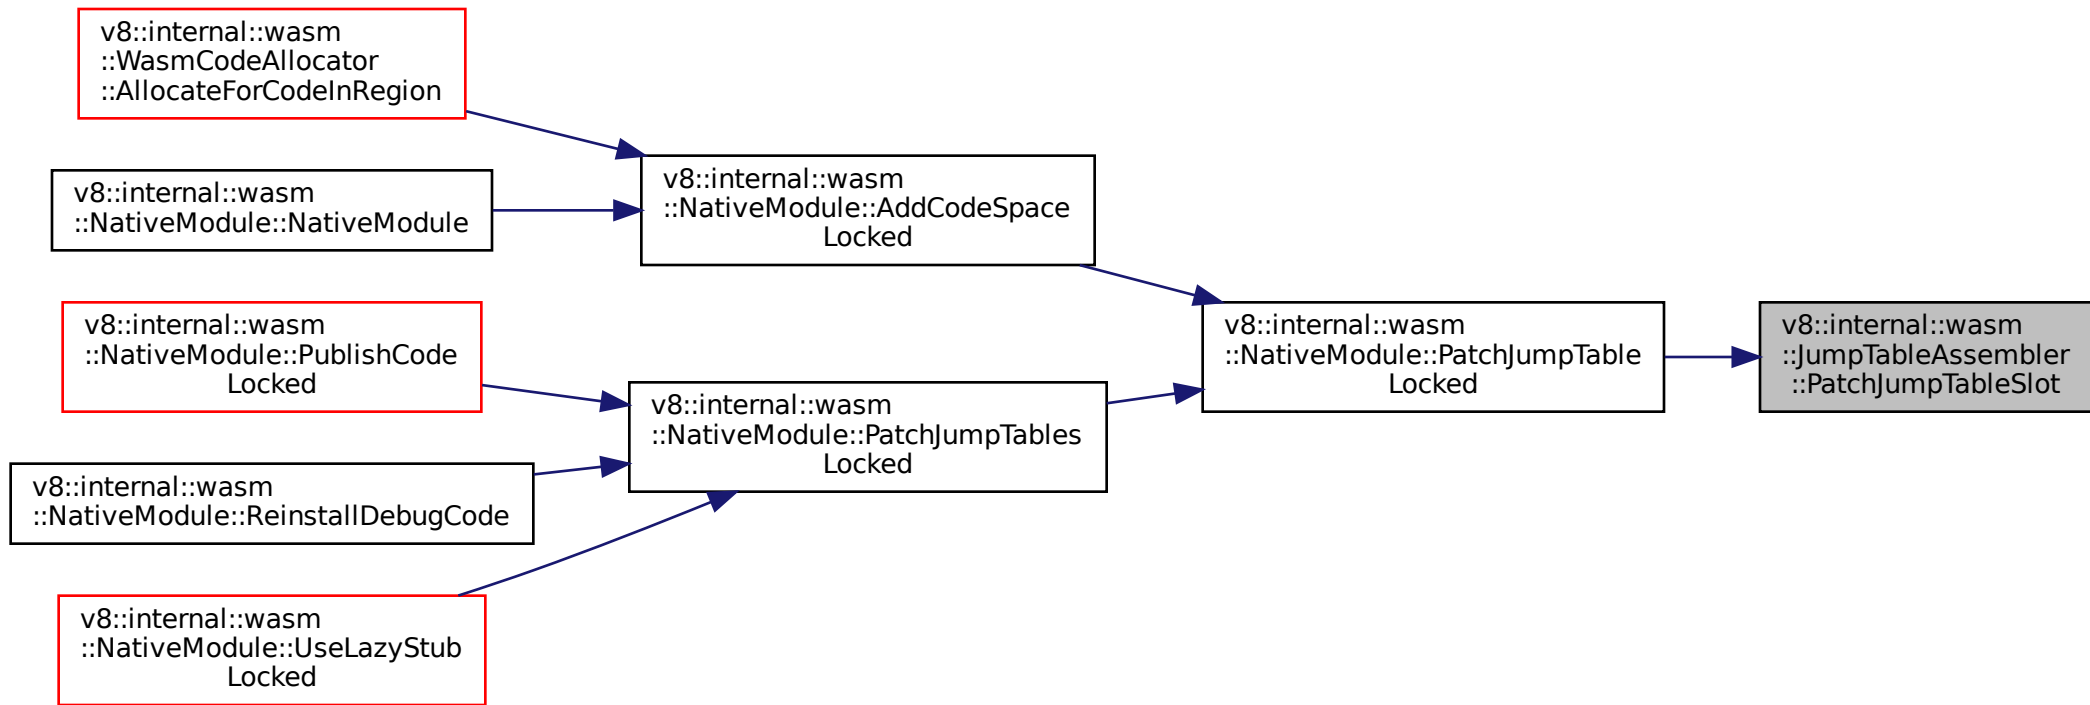 v8::internal::wasm
::WasmCodeAllocator
::AllocateForCodeInRegion
v8::internal::wasm
::NativeModule::NativeModule
v8::internal::wasm
::NativeModule::PublishCode
Locked
v8::internal::wasm
::NativeModule::ReinstallDebugCode
v8::internal::wasm
::NativeModule::UseLazyStub
Locked
v8::internal::wasm
::NativeModule::AddCodeSpace
Locked
v8::internal::wasm
::NativeModule::PatchJumpTables
Locked
v8::internal::wasm
::NativeModule::PatchJumpTable
Locked
v8::internal::wasm
::JumpTableAssembler
::PatchJumpTableSlot